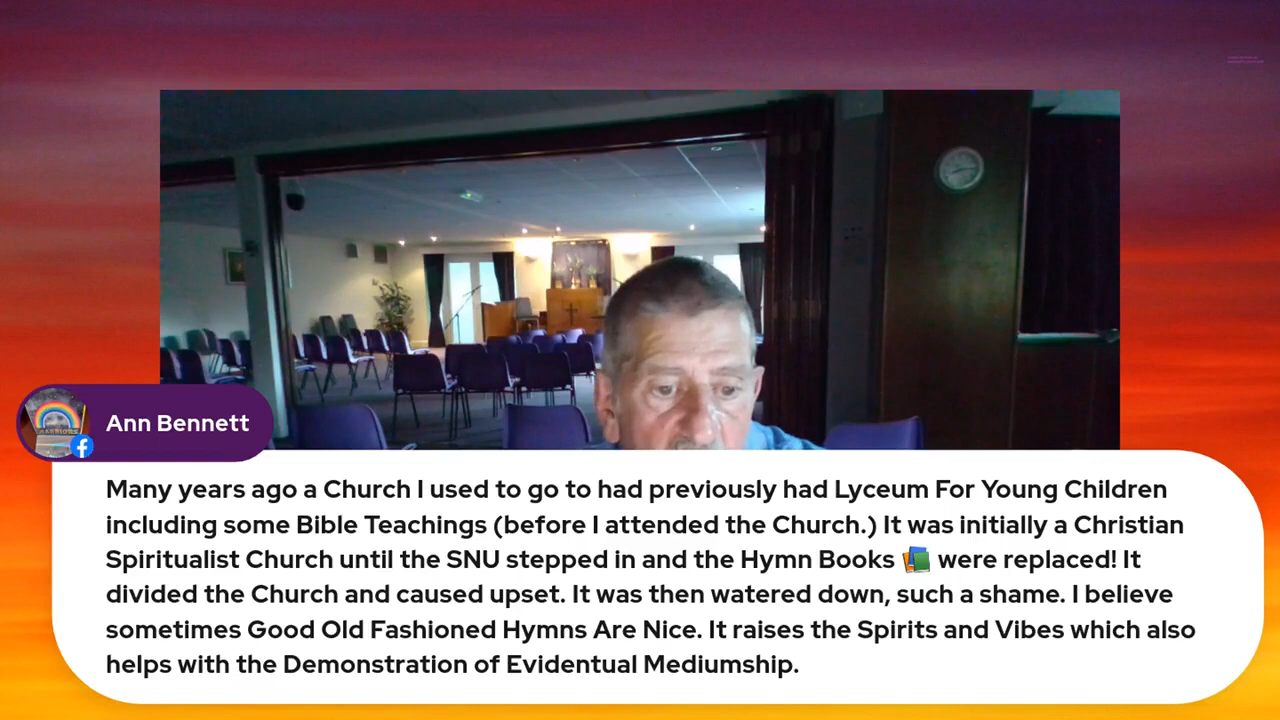 Ann Bennett
Many years ago a Church I used to go to had previously had Lyceum For Young Children
including some Bible Teachings (before I attended the Church.) It was initially a Christian
Spiritualist Church until the SNU stepped in and the Hymn Books 📚 were replaced! It
divided the Church and caused upset. It was then watered down, such a shame. I believe
sometimes Good Old Fashioned Hymns Are Nice. It raises the Spirits and Vibes which also
helps with the Demonstration of Evidentual Mediumship.